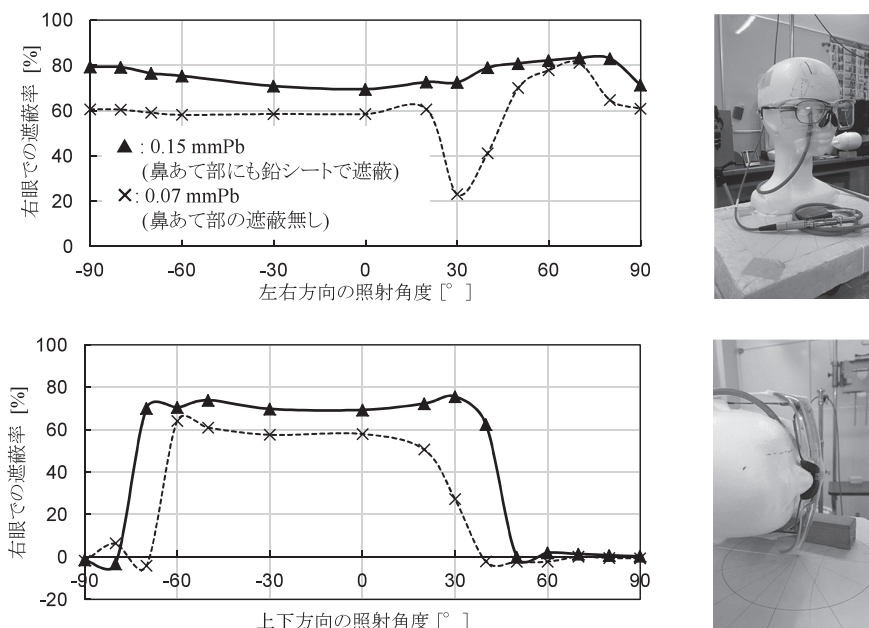 100
80
60
40
20
0
右眼での遮蔽率 [%]
▲ : 0.15 mmPb
(鼻あて部にも鉛シートで遮蔽)
×: 0.07 mmPb
(鼻あて部の遮蔽無し)
-90 -60 -30 0 30 60 90
左右方向の照射角度 [° ]
100
80
60
40
20
0
-20
右眼での遮蔽率 [%]
-90 -60 -30 0 30 60 90
上下方向の照射角度 [° ]